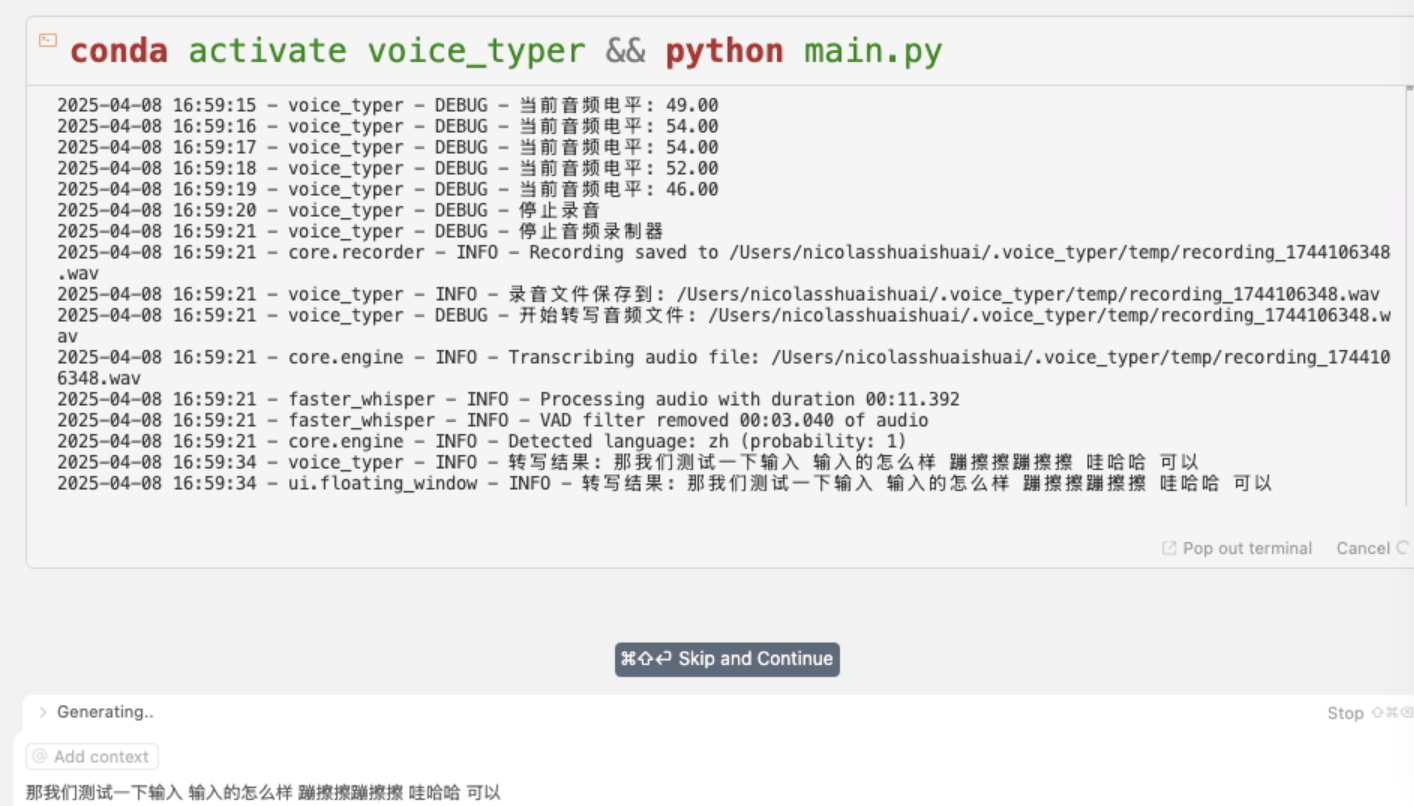 conda activate voice_typer && python main.py
2025-04-08 16:59:15 - voice_typer - DEBUG - 当前音频电平: 49.00
2025-04-08 16:59:16 - voice_typer - DEBUG - 当前音频电平: 54.00
2025-04-08 16:59:17 - voice_typer - DEBUG - 当前音频电平: 54.00
2025-04-08 16:59:18 - voice_typer - DEBUG - 当前音频电平: 52.00
2025-04-08 16:59:19 - voice_typer - DEBUG - 当前音频电平: 46.00
2025-04-08 16:59:20 - voice_typer - DEBUG - 停止录音
2025-04-08 16:59:21 - voice_typer - DEBUG - 停止音频录制器
2025-04-08 16:59:21 - core.recorder - INFO - Recording saved to /Users/nicolasshuaishuai/.voice_typer/temp/recording_1744106348
.wav
2025-04-08 16:59:21 - voice_typer - INFO - 录音文件保存到: /Users/nicolasshuaishuai/.voice_typer/temp/recording_1744106348.wav
2025-04-08 16:59:21 - voice_typer - DEBUG - 开始转写音频文件: /Users/nicolasshuaishuai/.voice_typer/temp/recording_1744106348.w
av
2025-04-08 16:59:21 - core.engine - INFO - Transcribing audio file: /Users/nicolasshuaishuai/.voice_typer/temp/recording_174410
6348.wav
2025-04-08 16:59:21 - faster_whisper - INFO - Processing audio with duration 00:11.392
2025-04-08 16:59:21 - faster_whisper - INFO - VAD filter removed 00:03.040 of audio
2025-04-08 16:59:21 - core.engine - INFO - Detected language: zh (probability: 1)
2025-04-08 16:59:34 - voice_typer - INFO - 转写结果: 那我们测试一下输入 输入的怎么样 蹦擦擦蹦擦擦 哇哈哈 可以
2025-04-08 16:59:34 - ui.floating_window - INFO - 转写结果: 那我们测试一下输入 输入的怎么样 蹦擦擦蹦擦擦 哇哈哈 可以
Pop out terminal Cancel
⌘⇧⏎ Skip and Continue
Generating..
Stop ⇧⌘⌫
@ Add context
那我们测试一下输入 输入的怎么样 蹦擦擦蹦擦擦 哇哈哈 可以